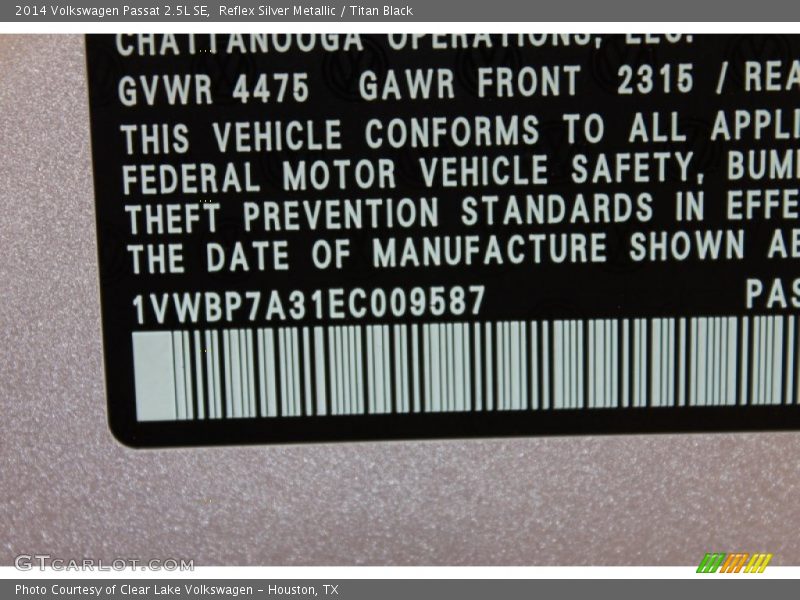 2014 Volkswagen Passat 2.5L SE, Reflex Silver Metallic / Titan Black
CHATTANOOGA OPERATIONS, LLC.
GVWR 4475 GAWR FRONT 2315 / REA
THIS VEHICLE CONFORMS TO ALL APPLI
FEDERAL MOTOR VEHICLE SAFETY, BUM
THEFT PREVENTION STANDARDS IN EFFE
THE DATE OF MANUFACTURE SHOWN AB
1VWBP7A31EC009587 PAS
GTCARLOT.COM
Photo Courtesy of Clear Lake Volkswagen - Houston, TX